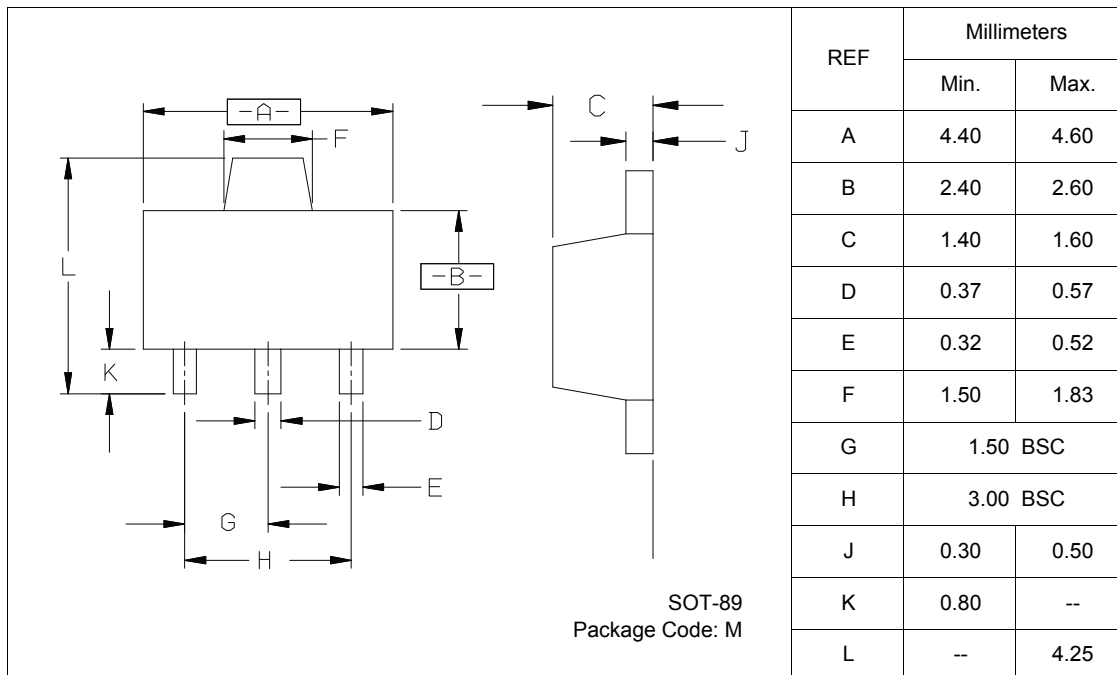 -A-
F
L
-B-
K
D
E
G
H
C
J
SOT-89
Package Code: M
REF Millimeters
Min. Max.
A 4.40 4.60
B 2.40 2.60
C 1.40 1.60
D 0.37 0.57
E 0.32 0.52
F 1.50 1.83
G 1.50 BSC
H 3.00 BSC
J 0.30 0.50
K 0.80 --
L -- 4.25